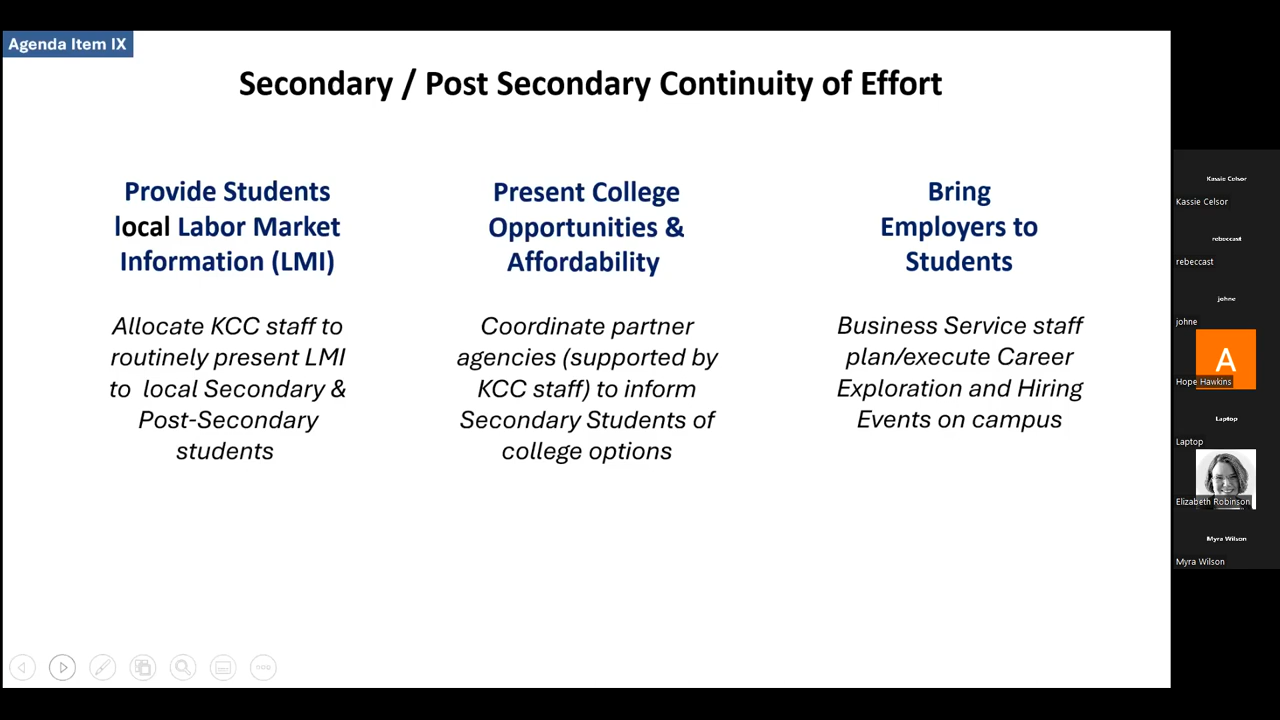 Agenda Item IX
Secondary / Post Secondary Continuity of Effort
Provide Students
local Labor Market
Information (LMI)
Allocate KCC staff to
routinely present LMI
to local Secondary &
Post-Secondary
students
Present College
Opportunities &
Affordability
Coordinate partner
agencies (supported by
KCC staff) to inform
Secondary Students of
college options
Bring
Employers to
Students
Business Service staff
plan/execute Career
Exploration and Hiring
Events on campus
Kassie Celsor
Kassie Celsor
rebeccast
rebeccast
johne
johne
A
Hope Hawkins
Laptop
Laptop
Elizabeth Robinson
Myra Wilson
Myra Wilson